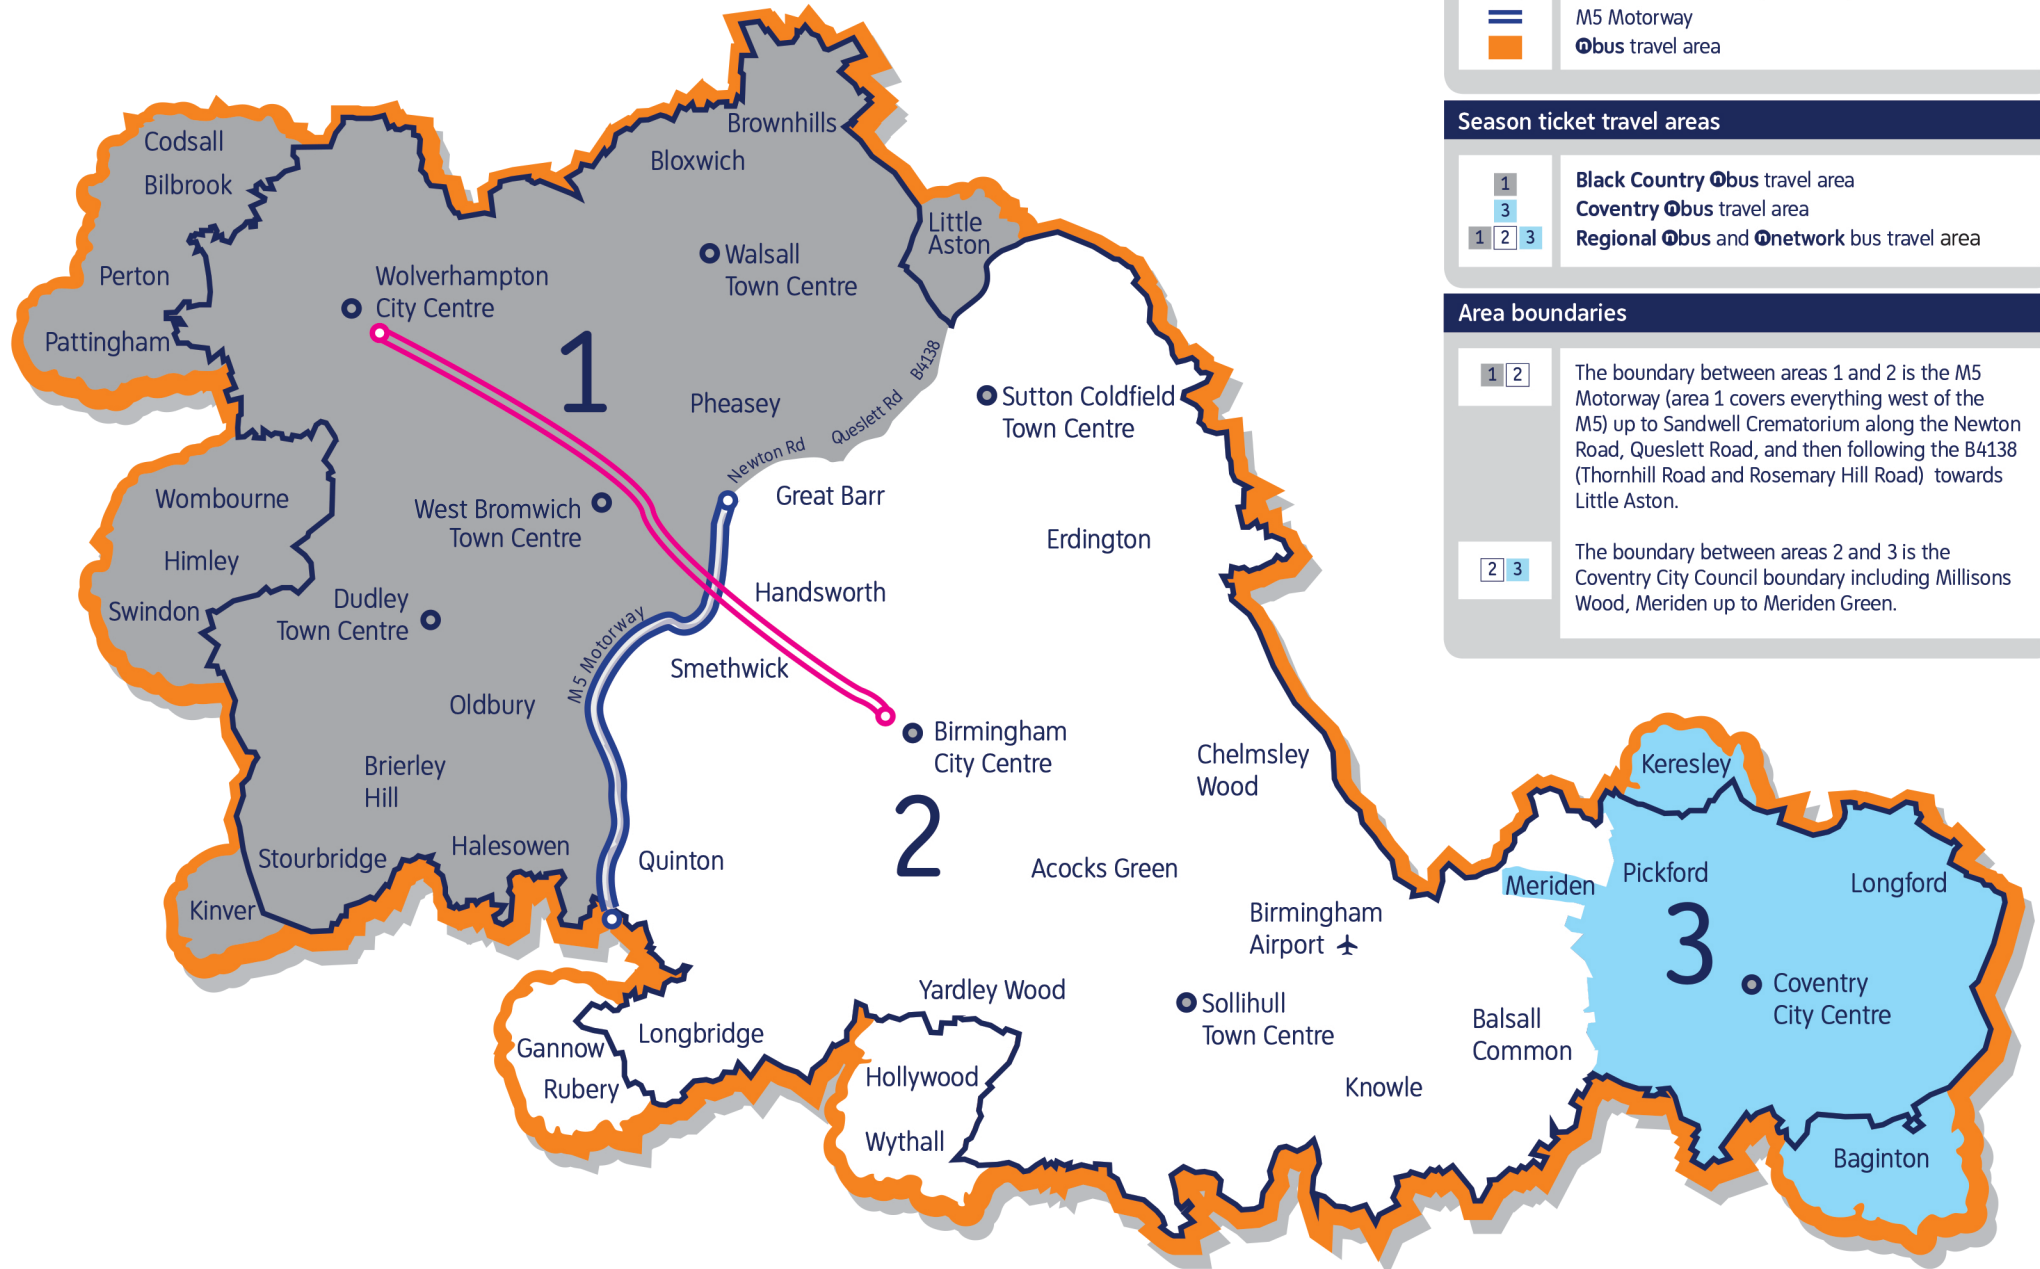 M5 Motorway
nbus travel area
Season ticket travel areas
1
Black Country nbus travel area
3
Coventry nbus travel area
1 2 3
Regional nbus and nnetwork bus travel area
Area boundaries
1 2
The boundary between areas 1 and 2 is the M5
Motorway (area 1 covers everything west of the
M5) up to Sandwell Crematorium along the Newton
Road, Queslett Road, and then following the B4138
(Thornhill Road and Rosemary Hill Road) towards
Little Aston.
2 3
The boundary between areas 2 and 3 is the
Coventry City Council boundary including Millisons
Wood, Meriden up to Meriden Green.
Codsall
Bilbrook
Perton
Pattingham
Wolverhampton
City Centre
Brownhills
Bloxwich
Walsall
Town Centre
Little
Aston
1
Pheasey
B4138
Queslett Rd
Newton Rd
Sutton Coldfield
Town Centre
Wombourne
Himley
Swindon
West Bromwich
Town Centre
Great Barr
Erdington
Handsworth
Dudley
Town Centre
M5 Motorway
Smethwick
Oldbury
Birmingham
City Centre
Brierley
Hill
Chelmsley
Wood
2
Stourbridge
Halesowen
Quinton
Acocks Green
Kinver
Birmingham
Airport
Yardley Wood
Sollihull
Town Centre
Gannow
Longbridge
Rubery
Hollywood
Wythall
Knowle
Balsall
Common
Keresley
Meriden
Pickford
Longford
3
Coventry
City Centre
Baginton